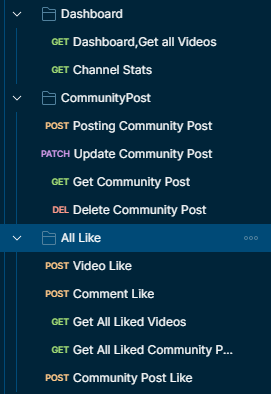 Dashboard
GET Dashboard,Get all Videos
GET Channel Stats
CommunityPost
POST Posting Community Post
PATCH Update Community Post
GET Get Community Post
DEL Delete Community Post
All Like
POST Video Like
POST Comment Like
GET Get All Liked Videos
GET Get All Liked Community P...
POST Community Post Like